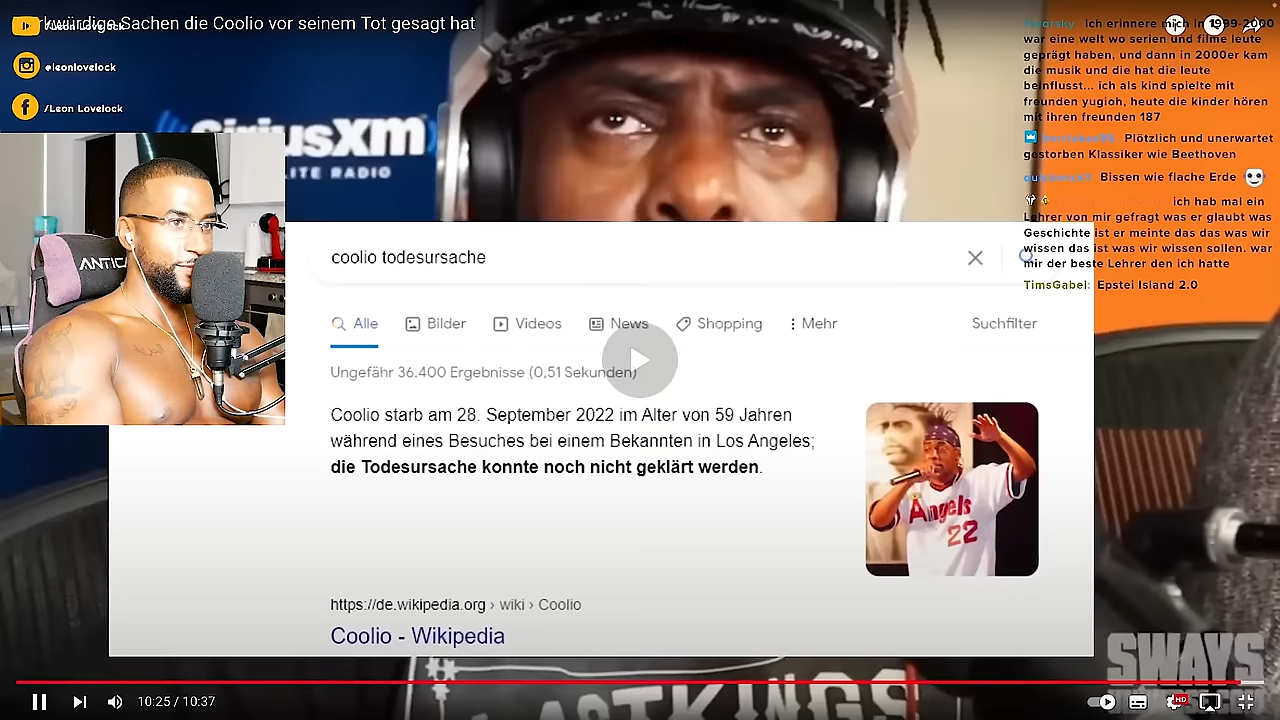 rkwürdige Sachen die Coolio vor seinem Tot gesagt hat
/Leon Lovelock
@leonlovelock
/Leon Lovelock
SiriusXm
LITE RADIO
ANTIC
ich erinnere mich in 1999-2000
war eine welt wo serien und filme leute
geprägt haben, und dann in 2000er kam
die musik und die hat die leute
beinflusst... ich als kind spielte mit
freunden yugioh, heute die kinder hören
mit ihren freunden 187
Plötzlich und unerwartet
gestorben Klassiker wie Beethoven
Bissen wie flache Erde
ich hab mal ein
Lehrer von mir gefragt was er glaubt was
Geschichte ist er meinte das das was wir
wissen das ist was wir wissen sollen. war
mir der beste Lehrer den ich hatte
TimsGabel: Epstei Island 2.0
coolio todesursache
Alle Bilder Videos News Shopping Mehr Suchfilter
Ungefähr 36.400 Ergebnisse (0,51 Sekunden)
Coolio starb am 28. September 2022 im Alter von 59 Jahren
während eines Besuches bei einem Bekannten in Los Angeles;
die Todesursache konnte noch nicht geklärt werden.
Angels
22
https://de.wikipedia.org › wiki › Coolio
Coolio - Wikipedia
SWAYS
LASTKINGS
10:25 / 10:37
HD